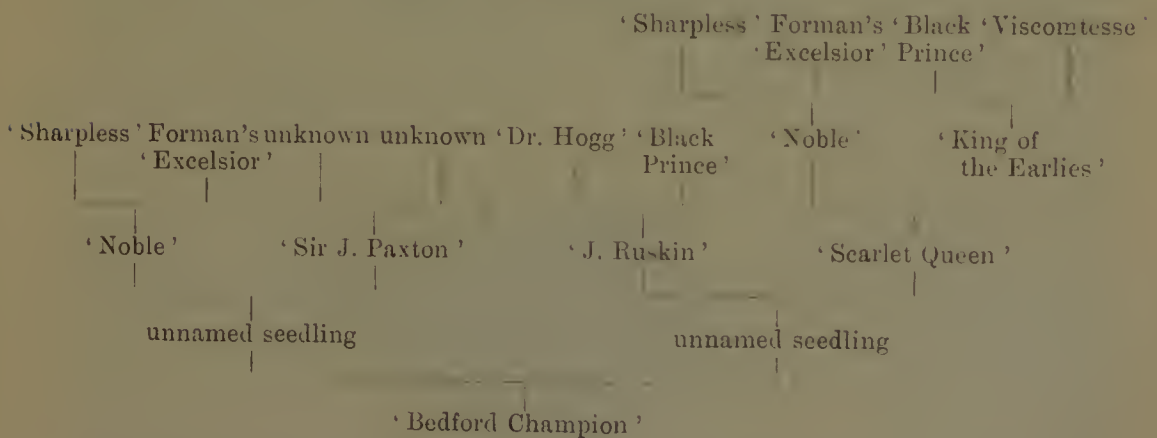 ‘Sharpless’ Forman's ‘Black ‘Viscomtesse’
‘Excelsior’ Prince’
‘Sharpless’ Forman's unknown unknown ‘Dr. Hogg’ ‘Black ‘Noble’ ‘King of
‘Excelsior’ Prince’ the Earlies’
‘Noble’ ‘Sir J. Paxton’ ‘J. Ruskin’ ‘Scarlet Queen’
unnamed seedling unnamed seedling
‘Bedford Champion’